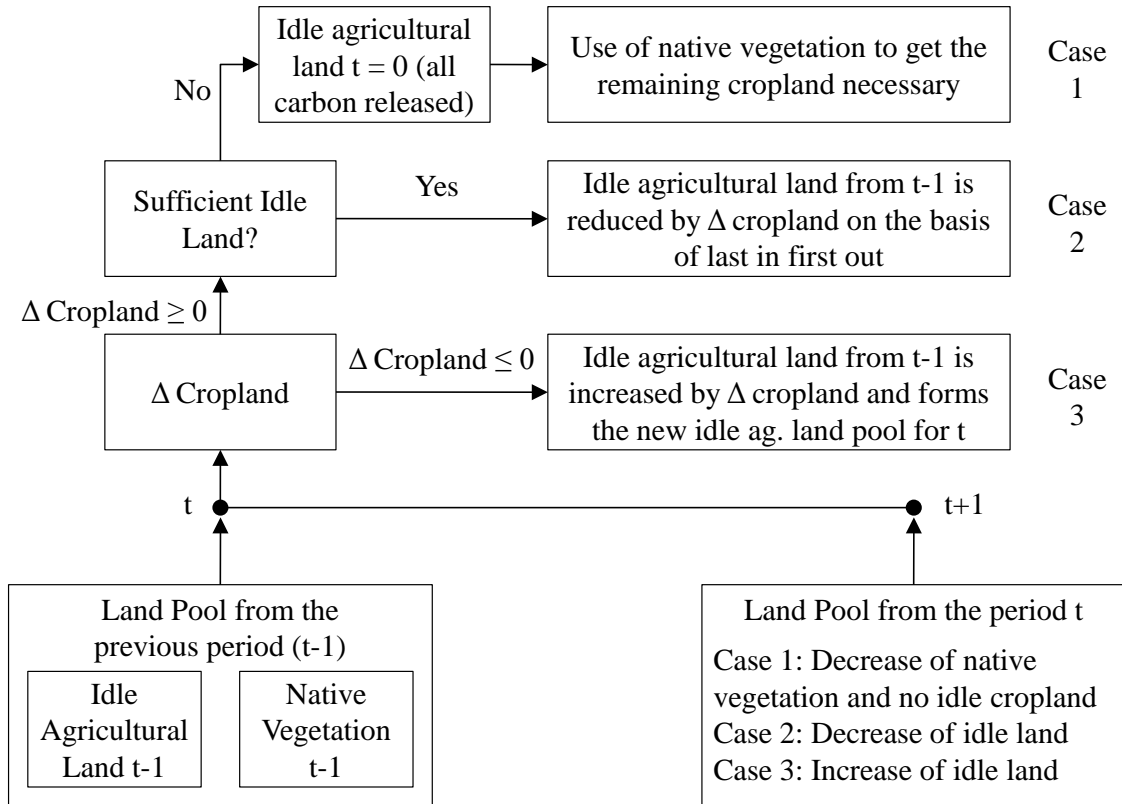 Idle agricultural
land t = 0 (all
carbon released)
Use of native vegetation to get the
remaining cropland necessary
Case
1
No
Sufficient Idle
Land?
Yes
Idle agricultural land from t-1 is
reduced by Δ cropland on the basis
of last in first out
Case
2
Δ Cropland ≥ 0
Δ Cropland
Δ Cropland ≤ 0
Idle agricultural land from t-1 is
increased by Δ cropland and forms
the new idle ag. land pool for t
Case
3
t
t+1
Land Pool from the
previous period (t-1)
Idle
Agricultural
Land t-1
Native
Vegetation
t-1
Land Pool from the period t
Case 1: Decrease of native
vegetation and no idle cropland
Case 2: Decrease of idle land
Case 3: Increase of idle land